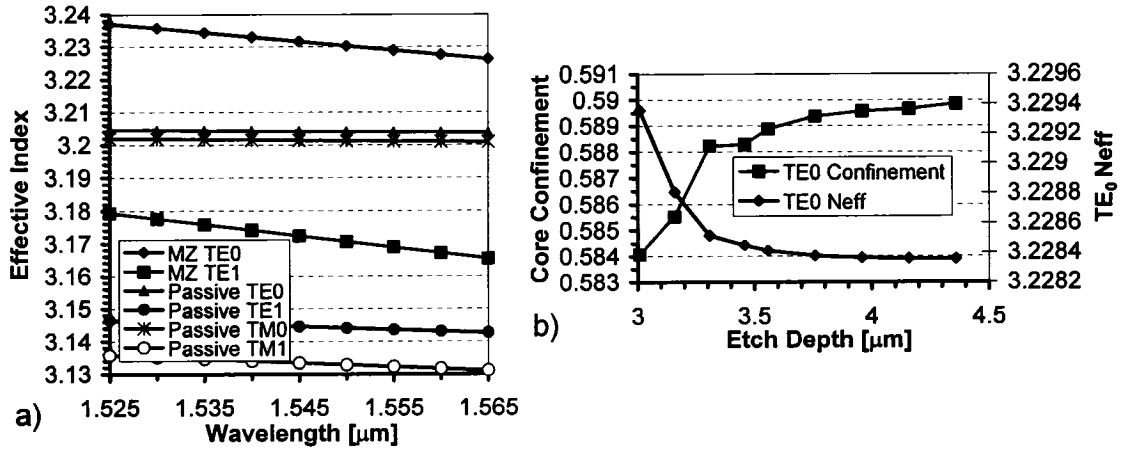 3.24
3.23
3.22
3.21
3.2
3.19
3.18
3.17
3.16
3.15
3.14
3.13
Effective Index
MZ TE0
MZ TE1
Passive TE0
Passive TE1
Passive TM0
Passive TM1
1.525 1.535 1.545 1.555 1.565
Wavelength [μm]
a)
0.591
0.59
0.589
0.588
0.587
0.586
0.585
0.584
0.583
Core Confinement
TE0 Confinement
TE0 Neff
3.2296
3.2294
3.2292
3.229
3.2288
3.2286
3.2284
3.2282
TE₀ Neff
3 3.5 4 4.5
Etch Depth [μm]
b)